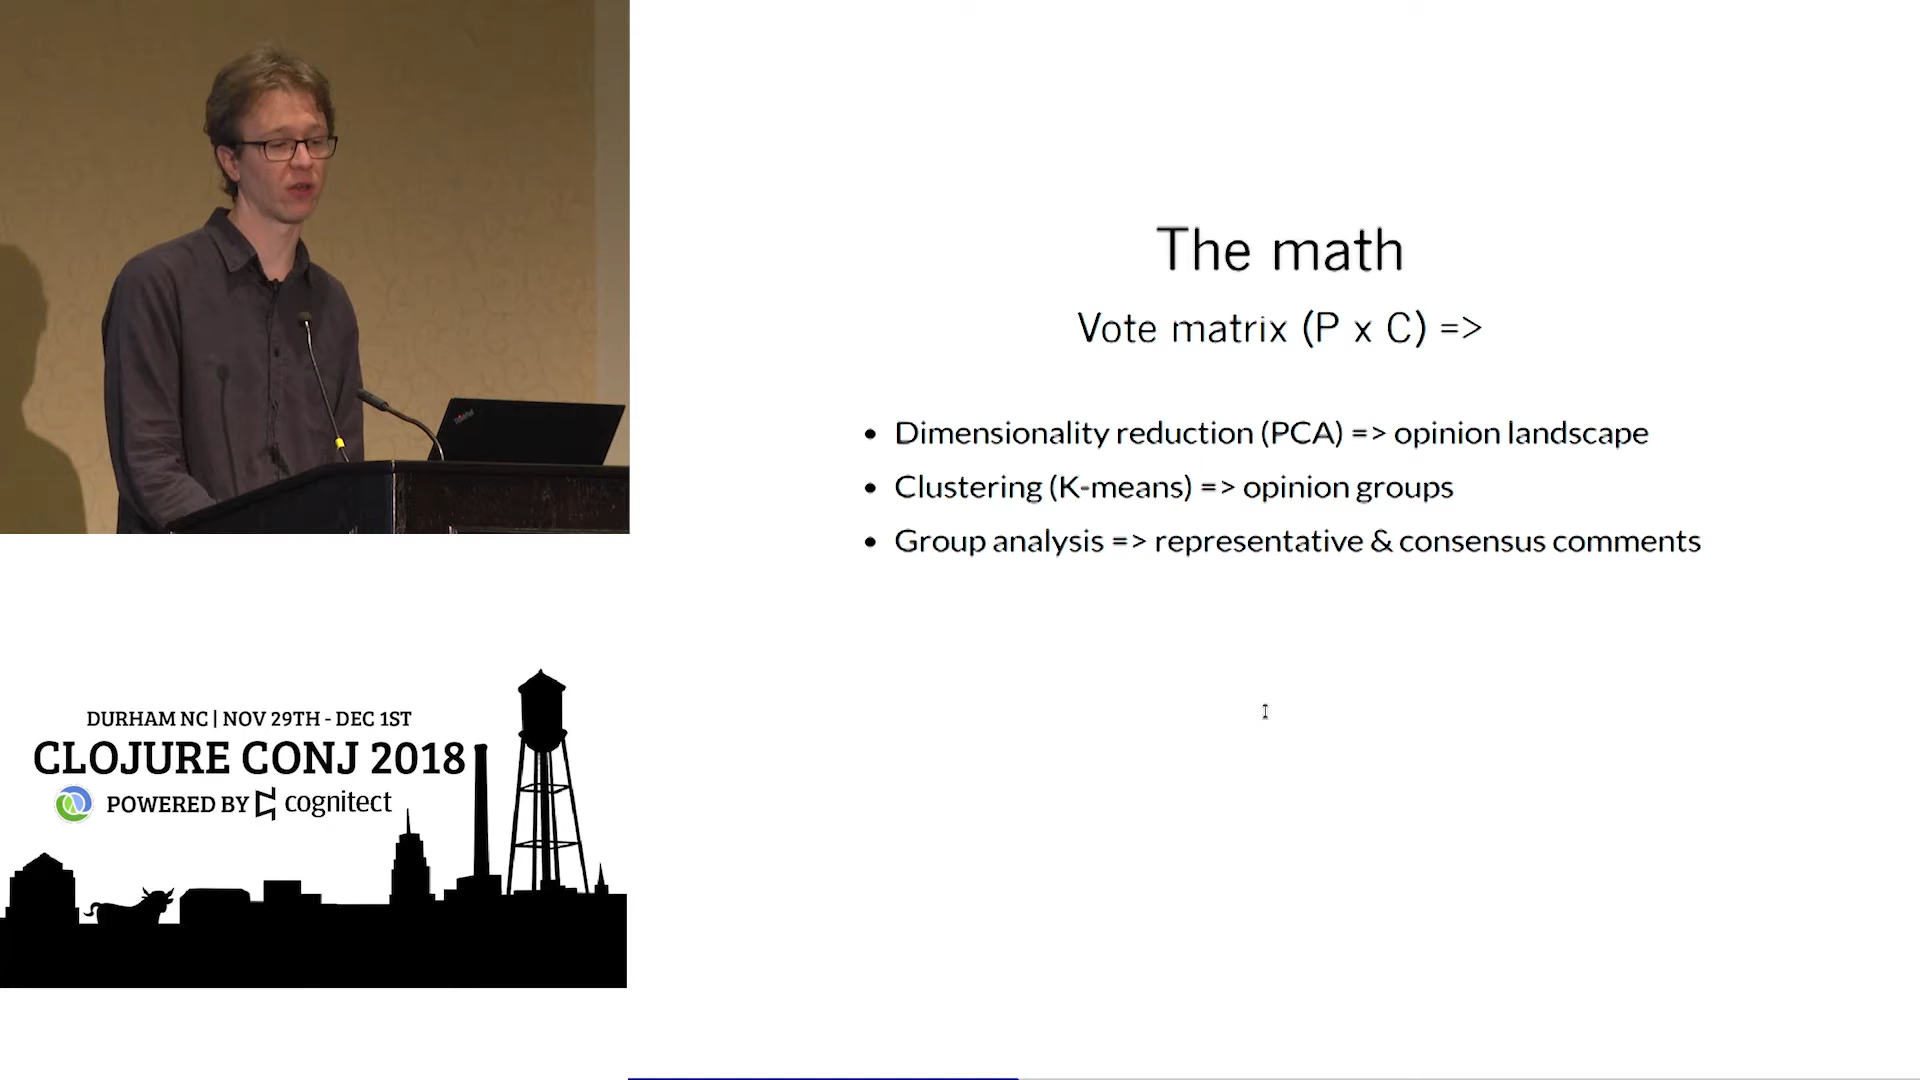 The math
Vote matrix (P x C) =>
Dimensionality reduction (PCA) => opinion landscape
Clustering (K-means) => opinion groups
Group analysis => representative & consensus comments
DURHAM NC | NOV 29TH - DEC 1ST
CLOJURE CONJ 2018
POWERED BY cognitect